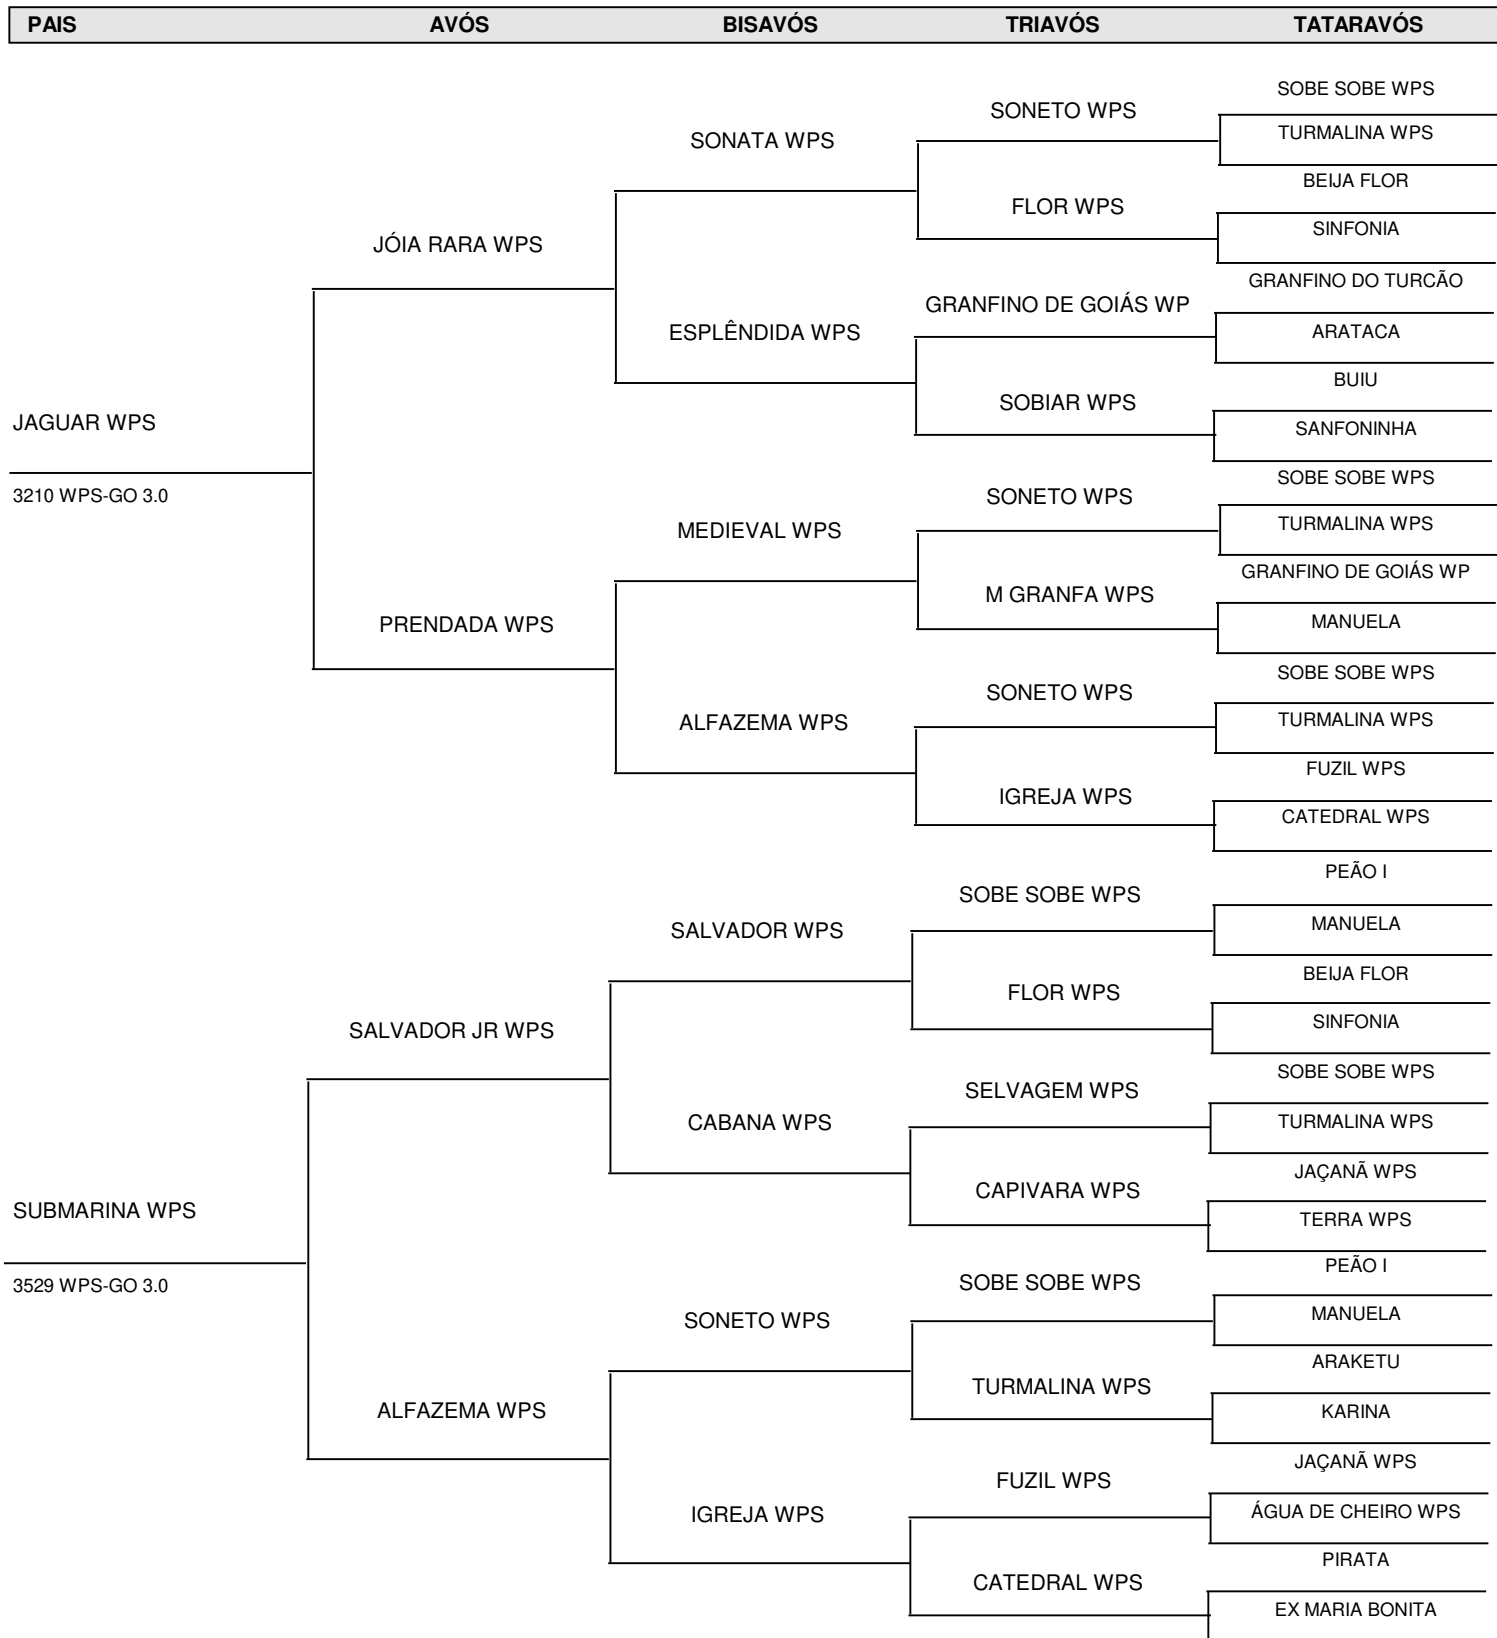 PAIS AVÓS BISAVÓS TRIAVÓS TATARAVÓS
SOBE SOBE WPS
SONETO WPS
TURMALINA WPS
SONATA WPS
BEIJA FLOR
FLOR WPS
SINFONIA
JÓIA RARA WPS
GRANFINO DO TURCÃO
GRANFINO DE GOIÁS WP
ARATACA
ESPLÊNDIDA WPS
BUIU
SOBIAR WPS
SANFONINHA
JAGUAR WPS
3210 WPS-GO 3.0
SOBE SOBE WPS
SONETO WPS
TURMALINA WPS
MEDIEVAL WPS
GRANFINO DE GOIÁS WP
M GRANFA WPS
MANUELA
PRENDADA WPS
SOBE SOBE WPS
SONETO WPS
TURMALINA WPS
ALFAZEMA WPS
FUZIL WPS
IGREJA WPS
CATEDRAL WPS
PEÃO I
SOBE SOBE WPS
MANUELA
SALVADOR WPS
BEIJA FLOR
FLOR WPS
SINFONIA
SALVADOR JR WPS
SOBE SOBE WPS
SELVAGEM WPS
TURMALINA WPS
CABANA WPS
JAÇANÃ WPS
CAPIVARA WPS
TERRA WPS
SUBMARINA WPS
3529 WPS-GO 3.0
PEÃO I
SOBE SOBE WPS
MANUELA
SONETO WPS
ARAKETU
TURMALINA WPS
KARINA
ALFAZEMA WPS
JAÇANÃ WPS
FUZIL WPS
ÁGUA DE CHEIRO WPS
IGREJA WPS
PIRATA
CATEDRAL WPS
EX MARIA BONITA